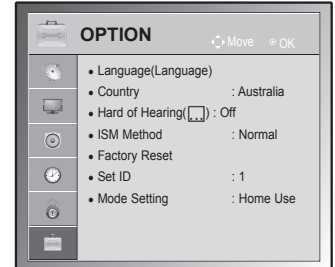 OPTION
Move OK
Language(Language)
Country : Australia
Hard of Hearing( ) : Off
ISM Method : Normal
Factory Reset
Set ID : 1
Mode Setting : Home Use